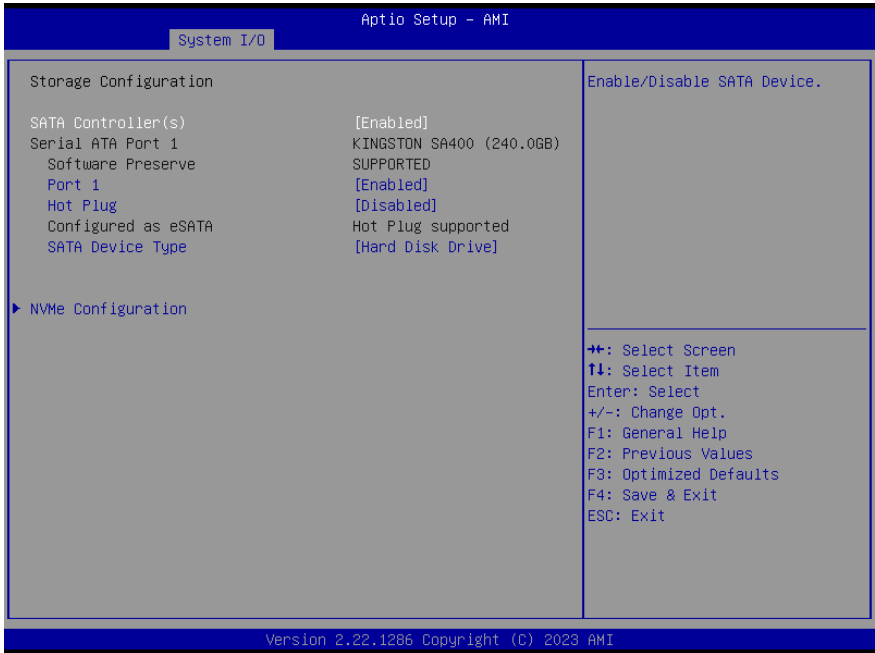 Aptio Setup – AMI
System I/O
Storage Configuration
SATA Controller(s) [Enabled]
Serial ATA Port 1 KINGSTON SA400 (240.0GB)
Software Preserve SUPPORTED
Port 1 [Enabled]
Hot Plug [Disabled]
Configured as eSATA Hot Plug supported
SATA Device Type [Hard Disk Drive]
NVMe Configuration
Enable/Disable SATA Device.
→←: Select Screen
↑↓: Select Item
Enter: Select
+/-: Change Opt.
F1: General Help
F2: Previous Values
F3: Optimized Defaults
F4: Save & Exit
ESC: Exit
Version 2.22.1286 Copyright (C) 2023 AMI